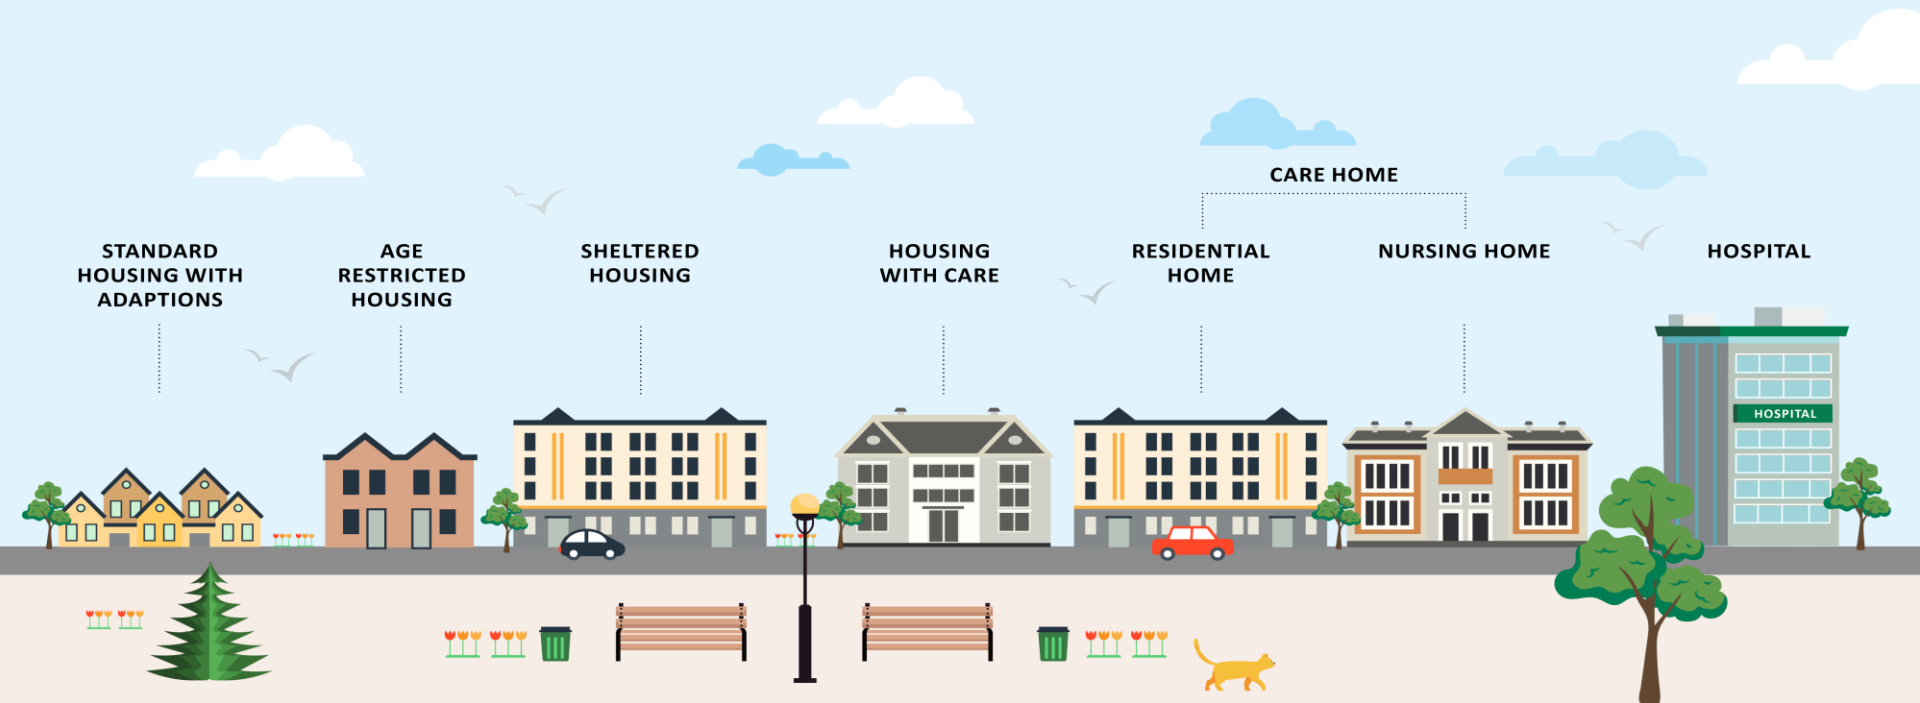 CARE HOME
STANDARD
HOUSING WITH
ADAPTIONS
AGE
RESTRICTED
HOUSING
SHELTERED
HOUSING
HOUSING
WITH CARE
RESIDENTIAL
HOME
NURSING HOME
HOSPITAL
HOSPITAL